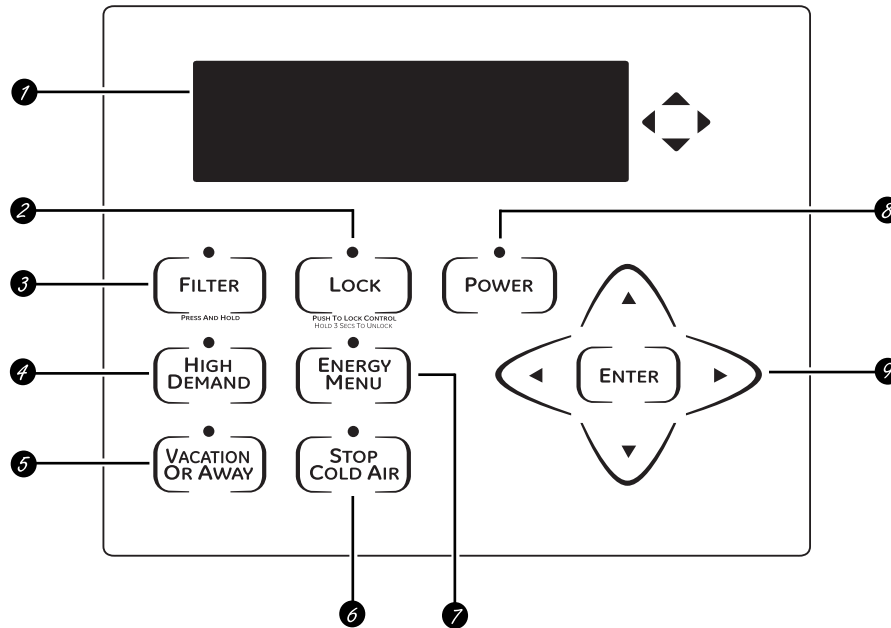 1
2
8
3
FILTER
LOCK
POWER
PRESS AND HOLD
PUSH TO LOCK CONTROL
HOLD 3 SECS TO UNLOCK
4
HIGH
DEMAND
ENERGY
MENU
ENTER
9
5
VACATION
OR AWAY
STOP
COLD AIR
6
7